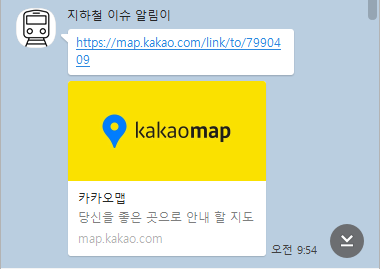 지하철 이슈 알림이
https://map.kakao.com/link/to/79904
09
kakaomap
카카오맵
당신을 좋은 곳으로 안내 할 지도
map.kakao.com
오전 9:54